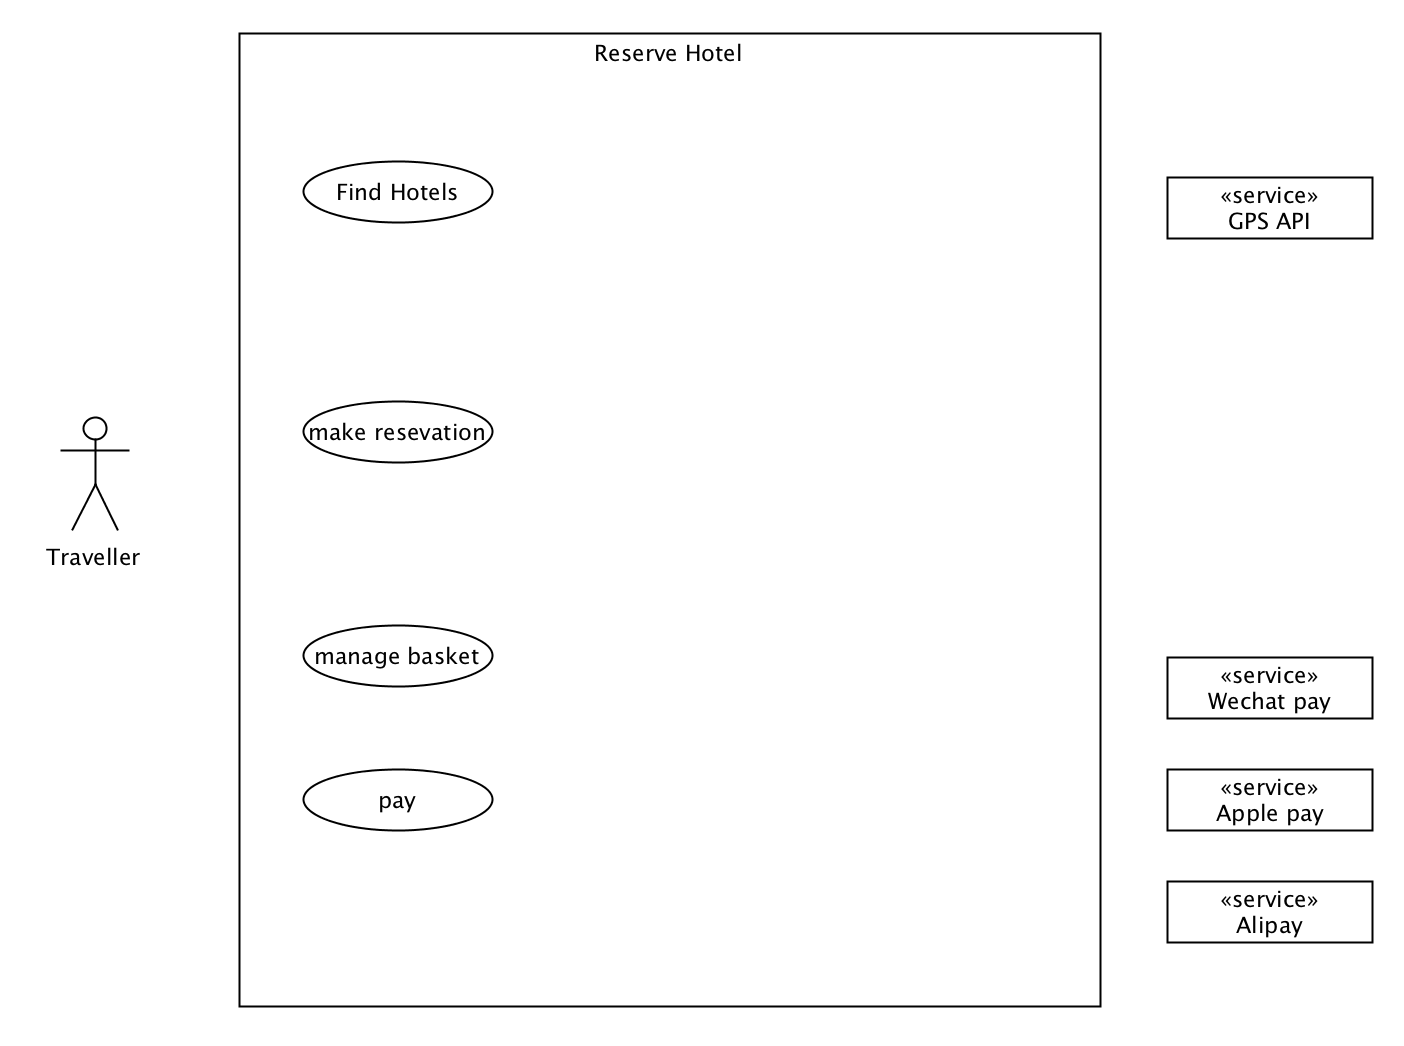 Reserve Hotel
Find Hotels
«service»
GPS API
make resevation
Traveller
manage basket
«service»
Wechat pay
pay
«service»
Apple pay
«service»
Alipay